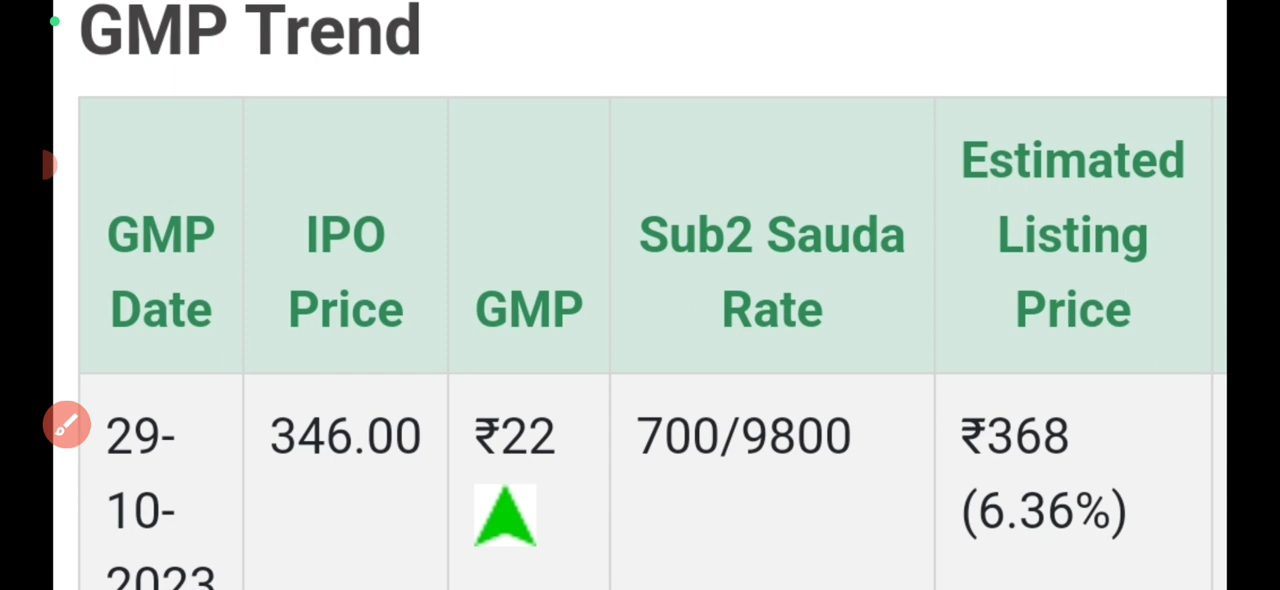 GMP Trend
GMP Date
IPO Price
GMP
Sub2 Sauda Rate
Estimated Listing Price
29-10-2023
346.00
₹22
700/9800
₹368 (6.36%)